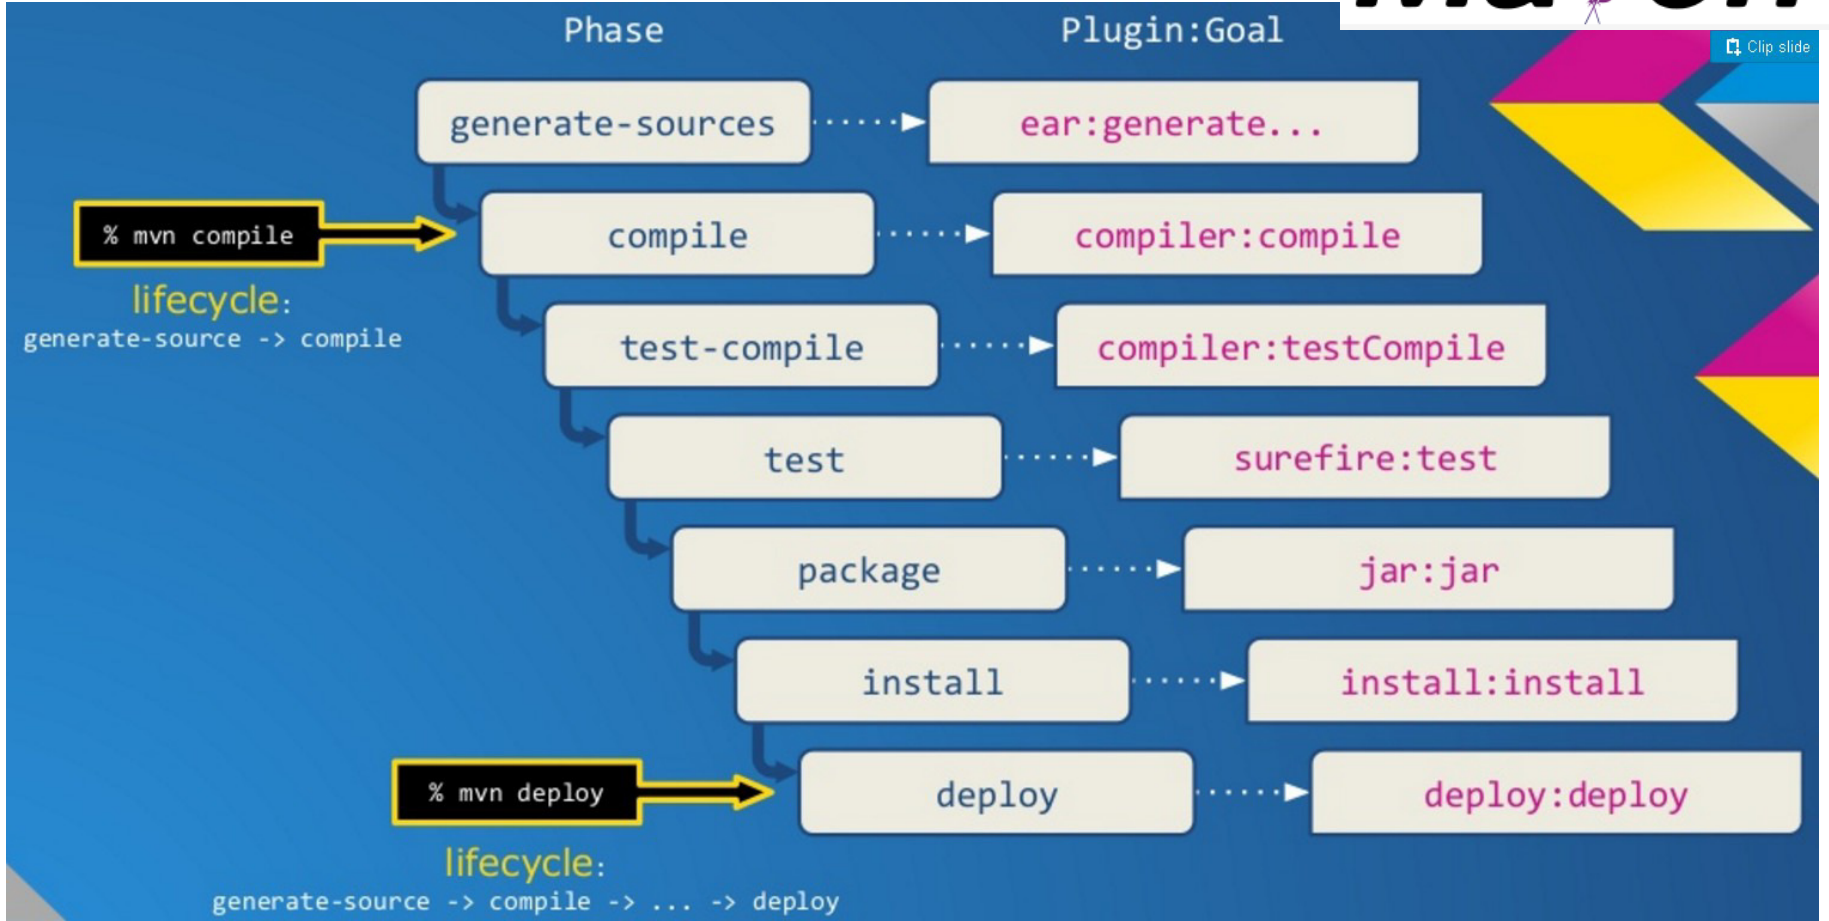 Phase Plugin:Goal
Clip slide
generate-sources ear:generate...
% mvn compile compile compiler:compile
lifecycle:
generate-source -> compile
test-compile compiler:testCompile
test surefire:test
package jar:jar
install install:install
% mvn deploy deploy deploy:deploy
lifecycle:
generate-source -> compile -> ... -> deploy